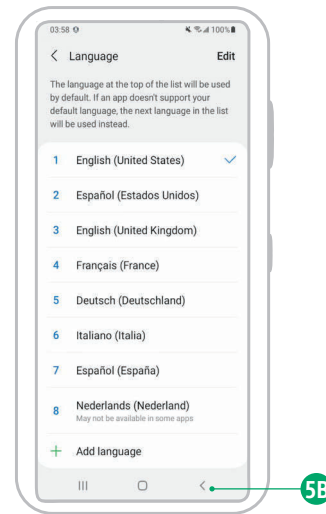 03:58 100%
Language Edit
The language at the top of the list will be used
by default. If an app doesn't support your
default language, the next language in the list
will be used instead.
1 English (United States)
2 Español (Estados Unidos)
3 English (United Kingdom)
4 Français (France)
5 Deutsch (Deutschland)
6 Italiano (Italia)
7 Español (España)
8 Nederlands (Nederland)
May not be available in some apps
+ Add language
5B